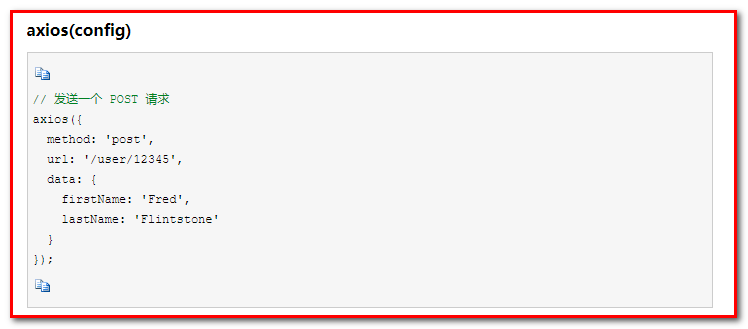 axios(config)
// 发送一个 POST 请求
axios({
  method: 'post',
  url: '/user/12345',
  data: {
    firstName: 'Fred',
    lastName: 'Flintstone'
  }
});